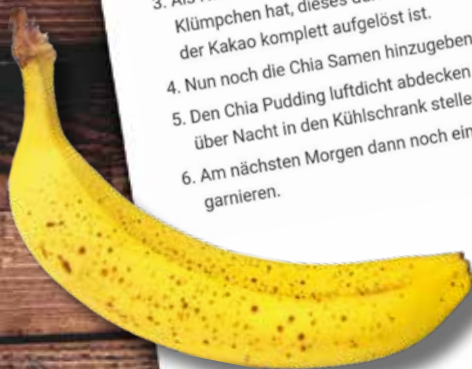 3. Als
Klümpchen hat, dieses
der Kakao komplett aufgelöst ist.
4. Nun noch die Chia Samen hinzugeben
5. Den Chia Pudding luftdicht abdecken
über Nacht in den Kühlschrank stelle
6. Am nächsten Morgen dann noch ein
garnieren.